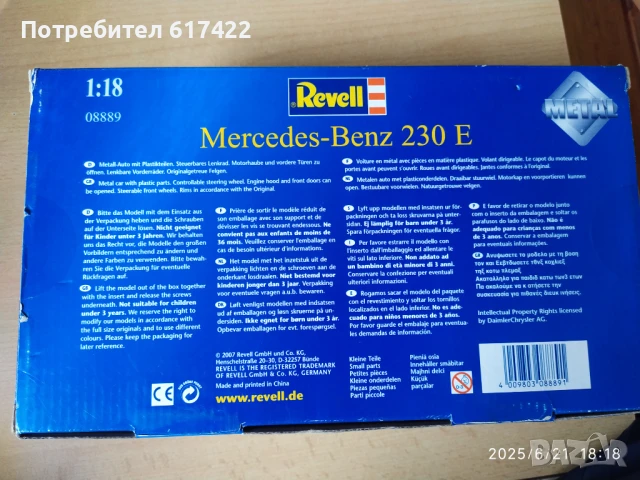 Потребител 617422
1:18
08889
Revell
METAL
Mercedes-Benz 230 E
D Metall-Auto mit Plastikteilen. Steuerbares Lenkrad. Motorhaube und vordere Türen zu
öffnen. Lenkbare Vorderräder. Originalgetreue Felgen.
GB Metal car with plastic parts. Controllable steering wheel. Engine hood and front doors can
be opened. Steerable front wheels. Rims in accordance with the Original.
F Voiture en métal avec pièces en matière plastique. Volant dirigeable. Le capot du moteur et les
portes avant peuvent s'ouvrir. Roues avant dirigeables. Jantes conformes à l'original.
NL Metalen auto met plasticonderdelen. Draaibar stuurwiel. Motorkap en voorportieren kunnen
open. Bestuurbare voorwielen. Natuurgetrouwe velgen.
D Bitte das Modell mit dem Einsatz aus
der Verpackung heben und die Schrauben
auf der Unterseite lösen. Nicht geeignet
für Kinder unter 3 Jahren. Wir behalten
uns das Recht vor, die Modelle den großen
Vorbildern entsprechend zu ändern und
andere Farben zu verwenden. Bitte bewah-
ren Sie die Verpackung für eventuelle
Rückfragen auf.
GB Lift the model out of the box together
with the insert and release the screws
underneath. Not suitable for children
under 3 years. We reserve the right to
modify our models in accordance with the
full size originals and to use different
colours. Please keep the packaging for
later reference.
F Prière de sortir le modèle réduit de
son emballage avec son support et de
dévisser les vis se trouvant endessous. Ne
convient pas aux enfants de moins de
36 mois. Veuillez conserver l'emballage en
cas de besoin ultérieur d'informations.
NL Het model met het inzetstuk uit de
verpakking lichten en de schroeven aan de
onderkant losdraaien. Niet bestemd voor
kinderen jonger dan 3 jaar. Verpakking
voor eventuele vragen a.u.b. bewaren.
Løft venligst modellen med indsatsen
ud af emballagen og løsn skruerne på un-
dersiden. Ikke egnet for børn under 3 år.
Opbevar emballagen for evt. forespørgsel.
Lyft upp modellen med insatsen ur för-
packningen och ta loss skruvarna på unter-
sidan. Ej lämplig för barn under 3 år.
Spara förpackningen för eventuella frågor.
I Per favore estrarre il modello con
l'inserto dall'imballaggio ed allentare le
viti sul lato inferiore. Non adatto ad
un bambino di età minore di 3 anni.
Conservare la confezione per eventuali
ulteriori informazioni.
E Rogamos sacar el modelo del paquete
con el revestimiento y soltar los tornillos
localizados en el lado inferior. No es ade-
cuado para niños menores de 3 años.
Por favor guarde el embalaje para eventua-
les demandas de información.
P É favor de retirar o modelo junto
com o inserto da embalagem e soltar os
parafusos do lado de baixo. Não é
adequado para crianças com menos
de 3 anos. Conservar a embalagem para
eventuais informações.
Intellectual Property Rights licensed
by DaimlerChrysler AG.
CE
© 2007 Revell GmbH und Co. KG,
Henschelstraße 20-30, D-32257 Bünde
REVELL IS THE REGISTERED TRADEMARK
OF REVELL GmbH & Co. KG, GERMANY
Made and printed in China
www.revell.de
Kleine Teile
Small parts
Petites pièces
Kleine onderdelen
Piezas pequeñas
Parti piccole
Pieniä osia
Innehåller småbitar
Majhni delci
Küçük
parçalar
0-3
4 009803 088891
2025/6/21 18:18